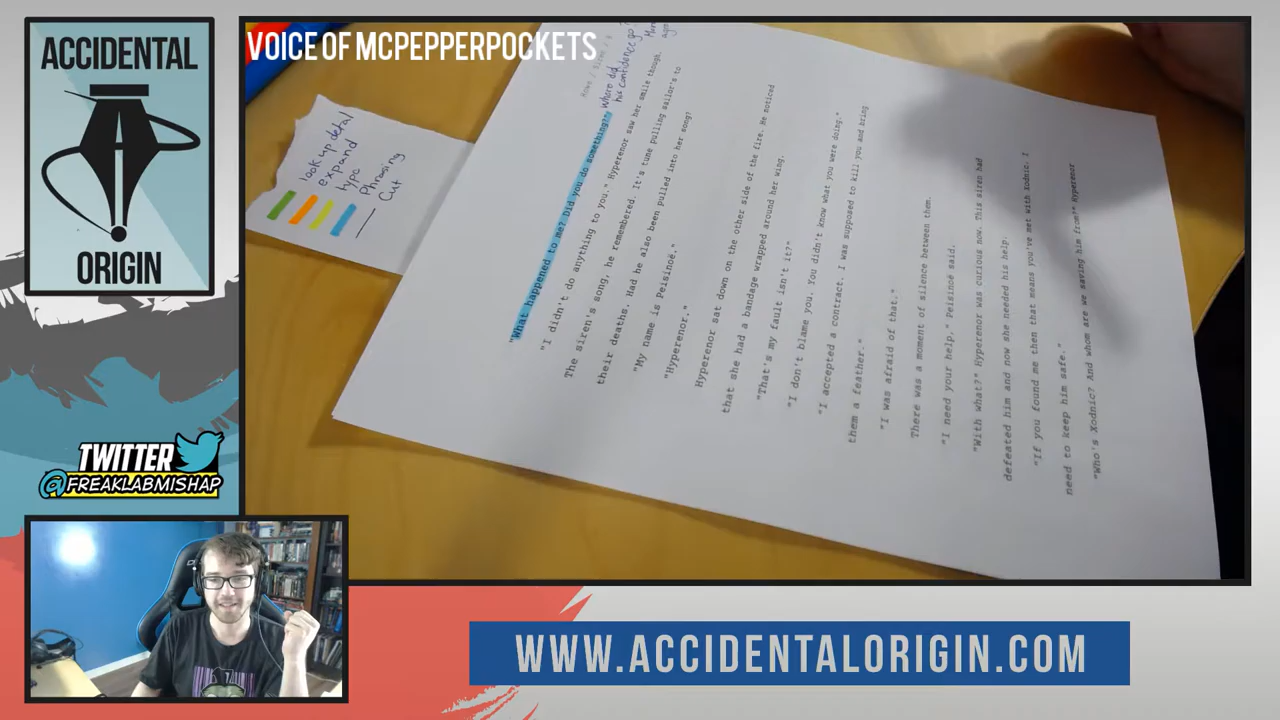 ACCIDENTAL
ORIGIN
VOICE OF MCPEPPERPOCKETS
look up detail
expand
typo
Phrasing
Cut
Where did
his confidence go?
"What happened to me? Did you do something?"
"I didn't do anything to you." Hyperenor saw her smile though.
The siren's song, he remembered. It's tune pulling sailor's to
their deaths. Had he also been pulled into her song?
"My name is Peisinoë."
"Hyperenor."
Hyperenor sat down on the other side of the fire. He noticed
that she had a bandage wrapped around her wing.
"That's my fault isn't it?"
"I don't blame you. You didn't know what you were doing."
"I accepted a contract. I was supposed to kill you and bring
them a feather."
"I was afraid of that."
There was a moment of silence between them.
"I need your help," Peisinoë said.
"With what?" Hyperenor was curious now. This siren had
defeated him and now she needed his help.
"If you found me then that means you've met with Xodnic. I
need to keep him safe."
"Who's Xodnic? And whom are we saving him from?" Hyperenor
TWITTER
@FREAKLABMISHAP
WWW.ACCIDENTALORIGIN.COM